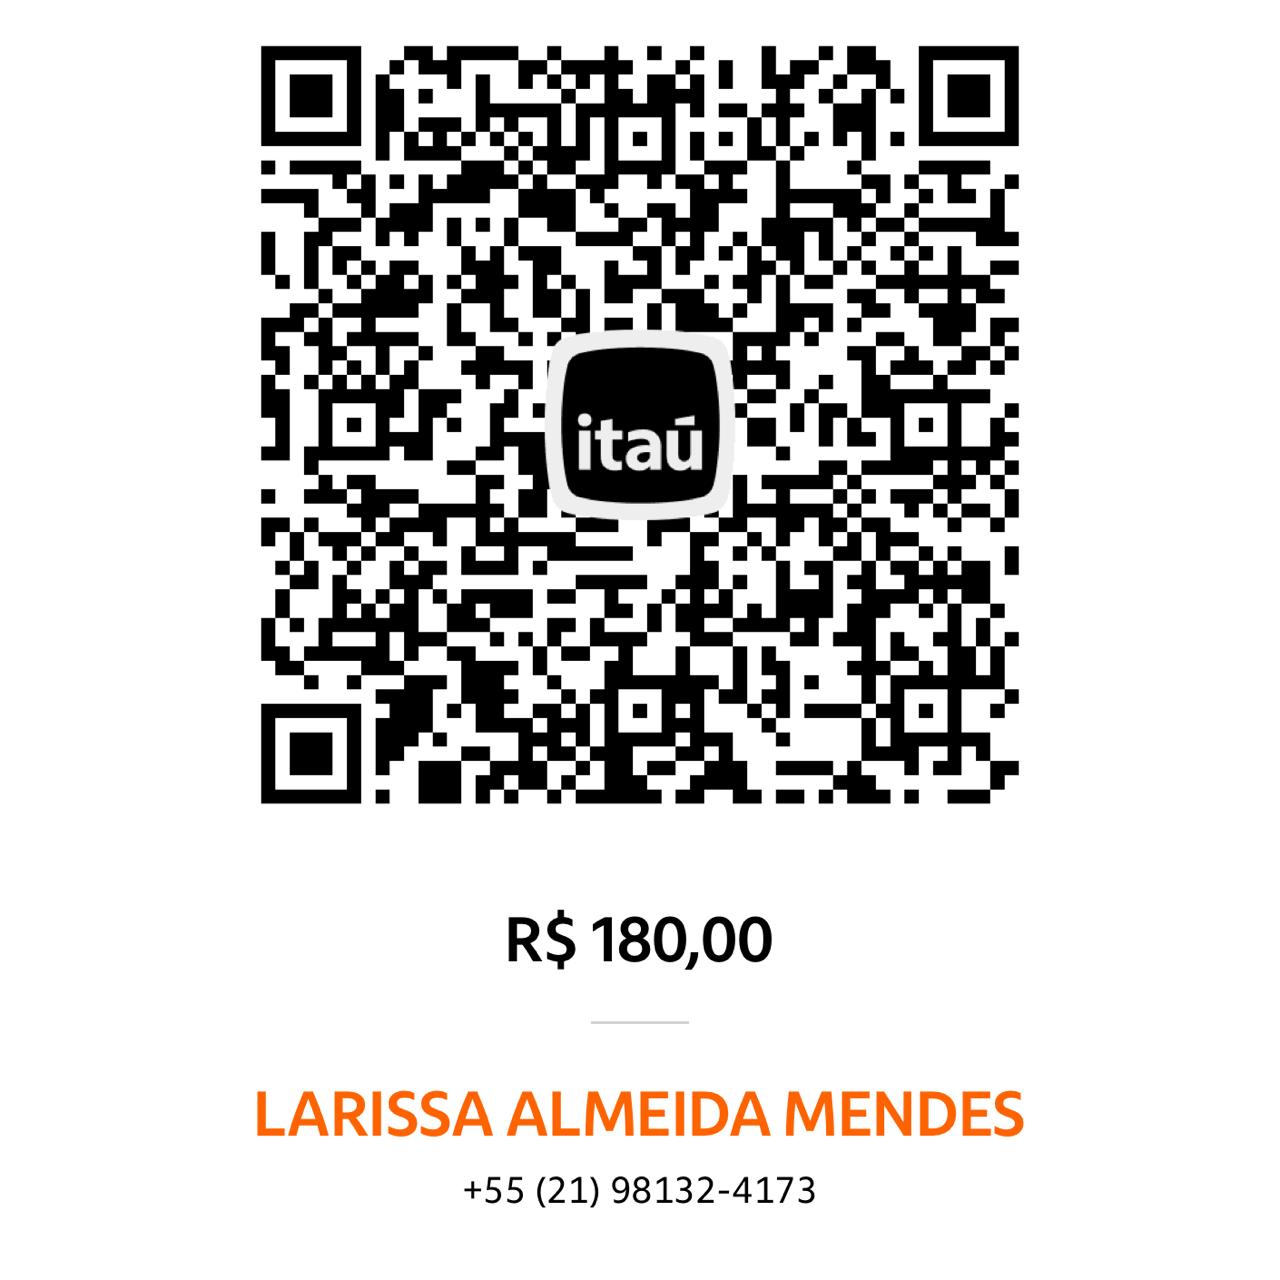 itaú
R$ 180,00
LARISSA ALMEIDA MENDES
+55 (21) 98132-4173